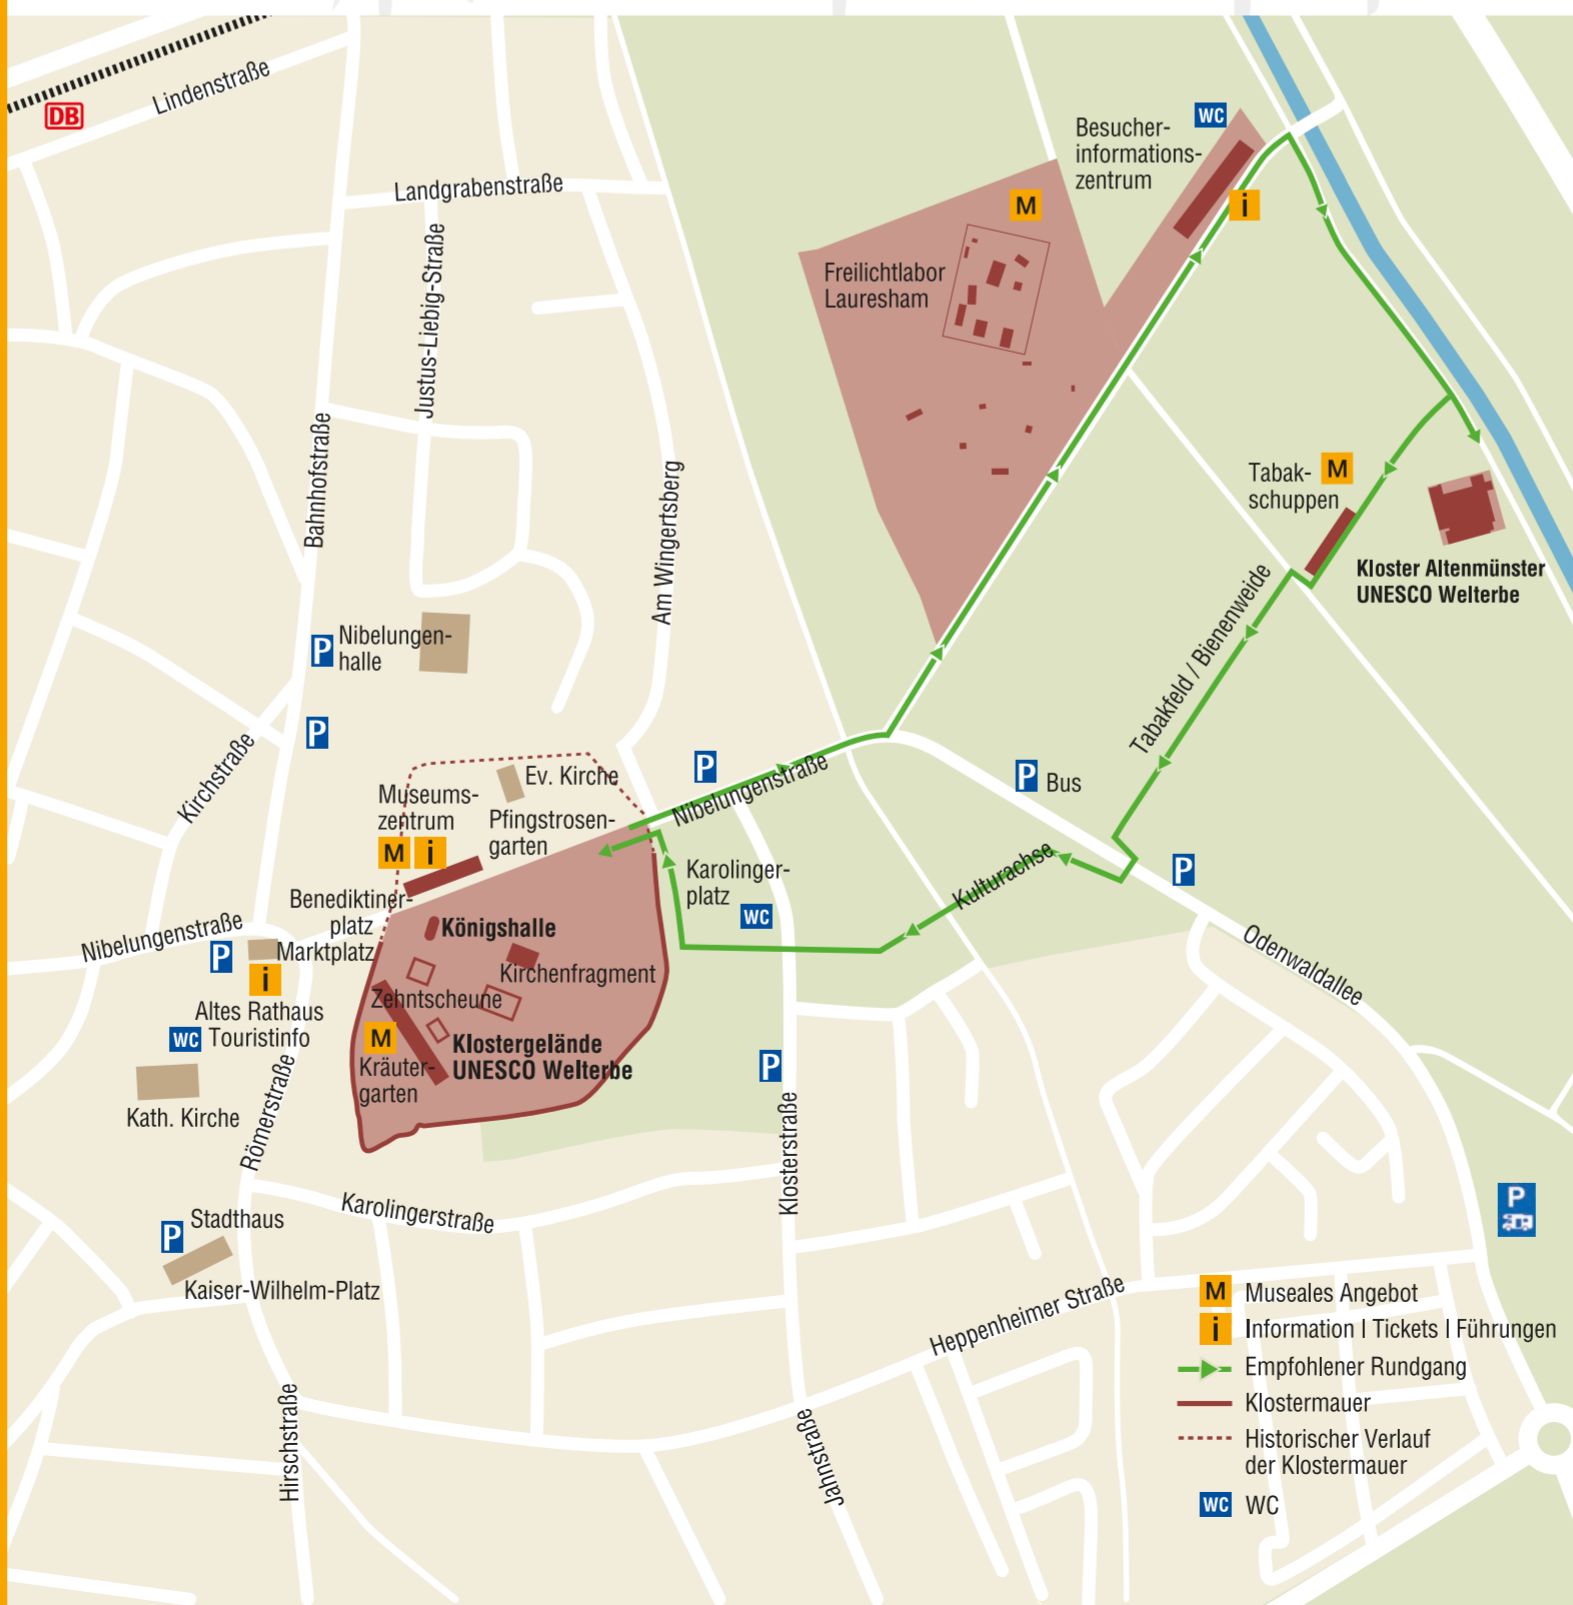 DB
Lindenstraße
Landgrabenstraße
Justus-Liebig-Straße
Bahnhofstraße
Am Wingertsberg
Besucher-
informations-
zentrum
WC
i
M
Freilichtlabor
Lauresham
Tabak-
schuppen
M
Kloster Altenmünster
UNESCO Welterbe
Tabakfeld / Bienenweide
P
Nibelungen-
halle
P
Kirchstraße
Ev. Kirche
Museums-
zentrum
M
i
Pfingstrosen-
garten
P
Nibelungenstraße
P
Bus
P
Kulturachse
Karolinger-
platz
WC
Benediktiner-
platz
Marktplatz
Nibelungenstraße
P
i
Altes Rathaus
WC
Touristinfo
Kath. Kirche
Römerstraße
Königshalle
Kirchenfragment
Zehntscheune
M
Kräuter-
garten
Klostergelände
UNESCO Welterbe
P
Klosterstraße
Odenwaldallee
P
Stadthaus
P
Kaiser-Wilhelm-Platz
Karolingerstraße
Hirschstraße
Jahnstraße
Heppenheimer Straße
M
Museales Angebot
i
Information I Tickets I Führungen
Empfohlener Rundgang
Klostermauer
Historischer Verlauf
der Klostermauer
WC
WC